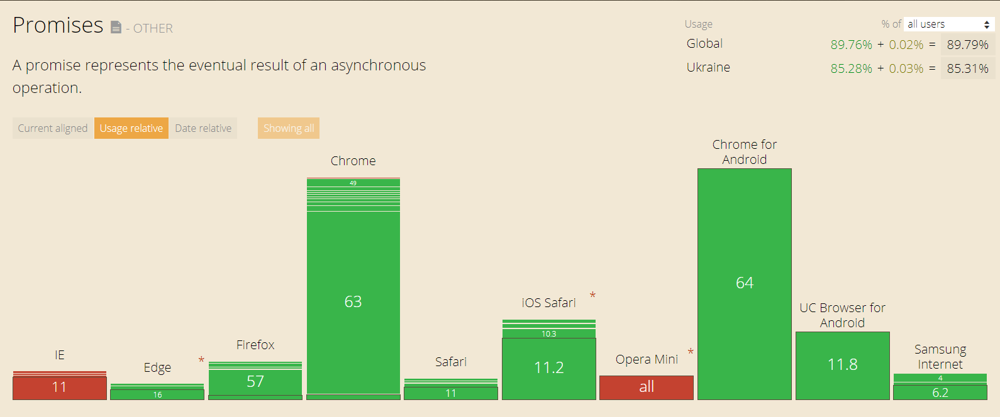 Promises - OTHER
Usage % of all users
Global 89.76% + 0.02% = 89.79%
Ukraine 85.28% + 0.03% = 85.31%
A promise represents the eventual result of an asynchronous
operation.
Current aligned Usage relative Date relative Showing all
IE
11
Edge *
16
Firefox
57
Chrome
49
63
Safari
11
iOS Safari *
10.3
11.2
Opera Mini *
all
Chrome for
Android
64
UC Browser for
Android
11.8
Samsung
Internet
4
6.2